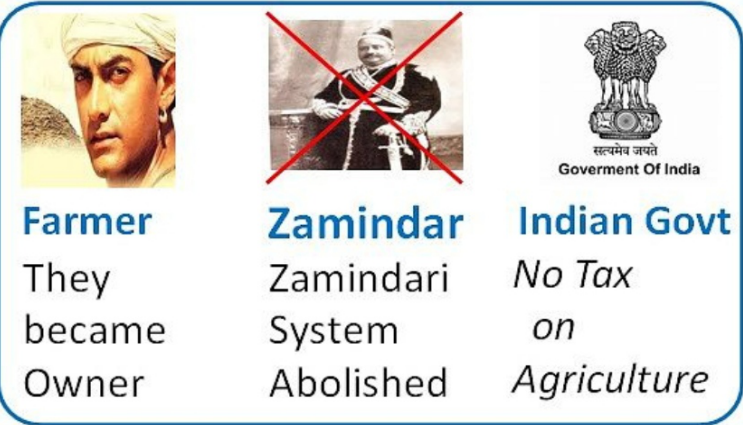 सत्यमेव जयते
Goverment Of India
Farmer
They
became
Owner
Zamindar
Zamindari
System
Abolished
Indian Govt
No Tax
on
Agriculture